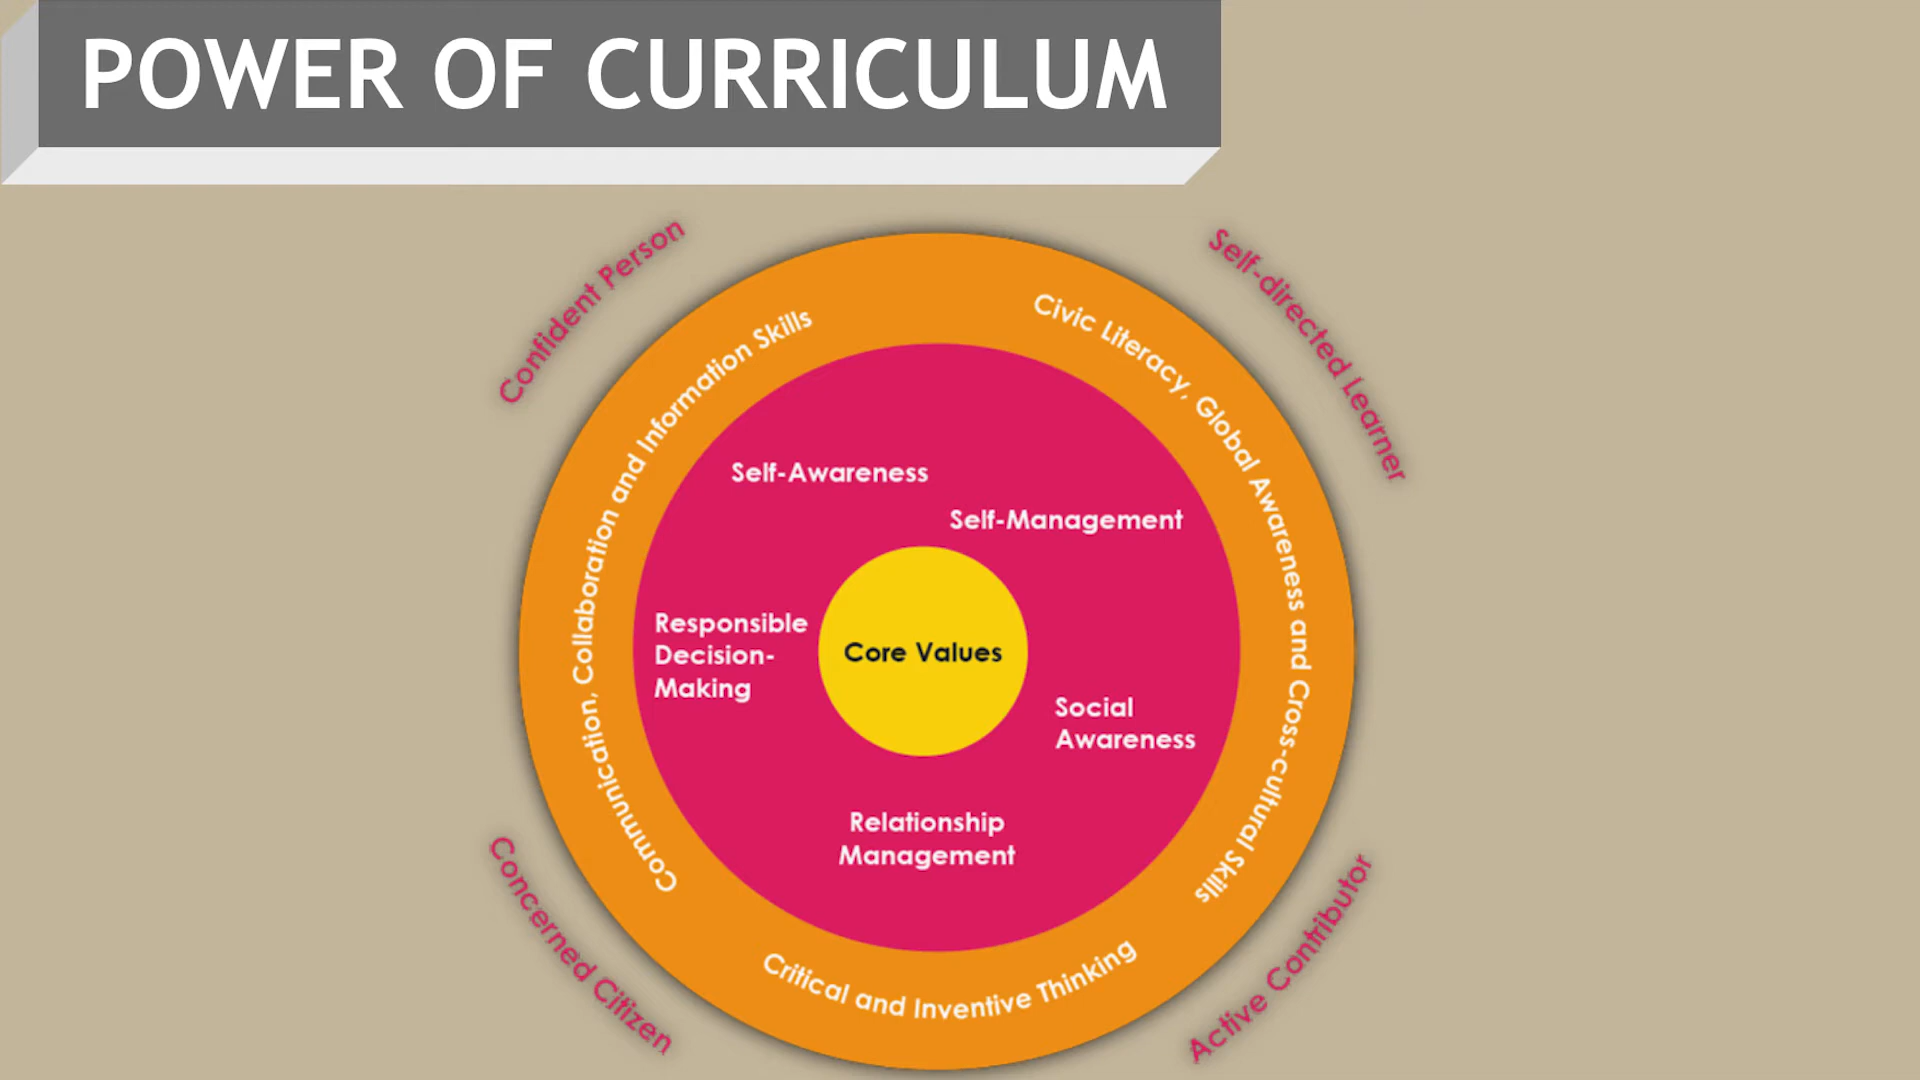 POWER OF CURRICULUM
Confident Person
Self-directed Learner
Communication, Collaboration and Information Skills
Civic Literacy, Global Awareness and Cross-cultural Skills
Self-Awareness
Self-Management
Responsible
Decision-
Making
Core Values
Social
Awareness
Relationship
Management
Critical and Inventive Thinking
Concerned Citizen
Active Contributor